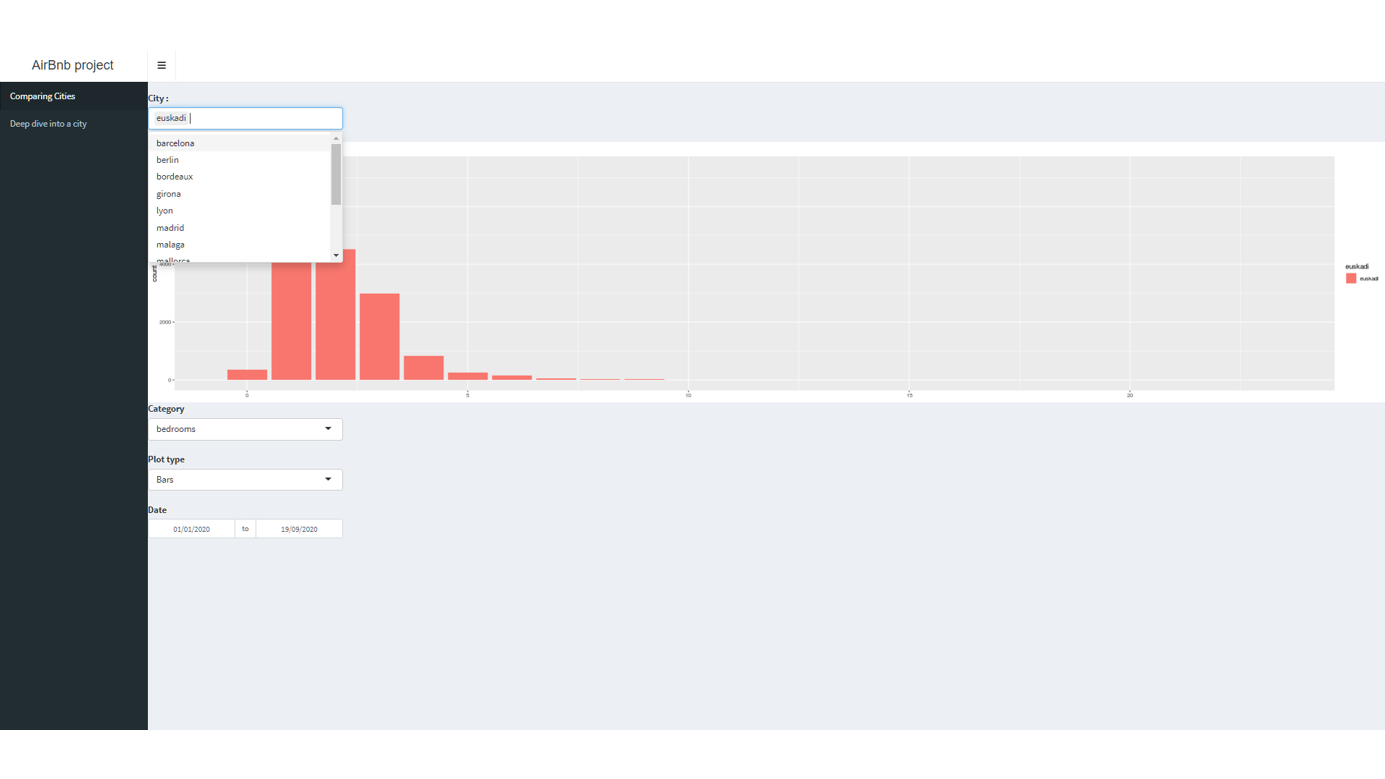 AirBnb project
Comparing Cities
Deep dive into a city
City :
euskadi
barcelona
berlin
bordeaux
girona
lyon
madrid
malaga
mallorca
4000
count
2000
0
0 5 10 15 20
euskadi
euskadi
Category
bedrooms
Plot type
Bars
Date
01/01/2020 to 19/09/2020